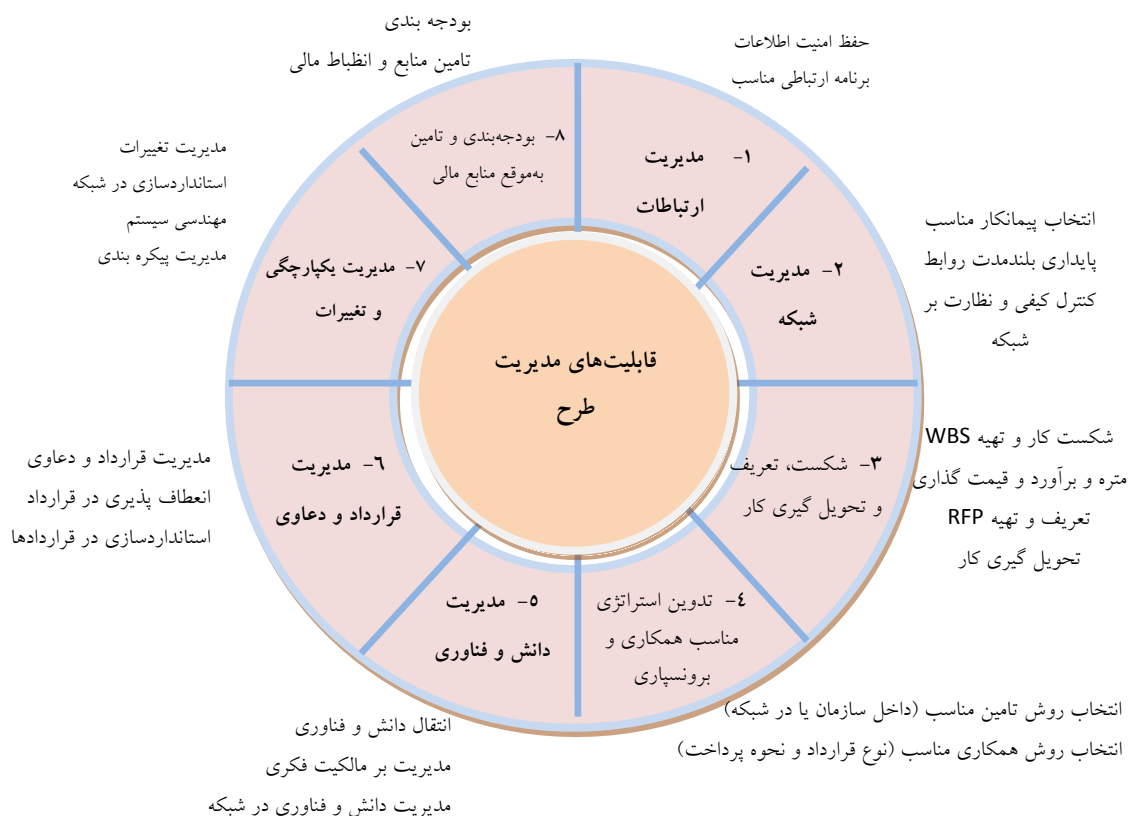 بودجه بندی
تامین منابع و انظباط مالی
حفظ امنیت اطلاعات
برنامه ارتباطی مناسب
۱- مدیریت
ارتباطات
انتخاب پیمانکار مناسب
پایداری بلندمدت روابط
کنترل کیفی و نظارت بر
شبکه
۲- مدیریت
شبکه
شکست کار و تهیه WBS
متره و برآورد و قیمت گذاری
تعریف و تهیه RFP
تحویل گیری کار
۳- شکست، تعریف
و تحویل گیری کار
٤- تدوین استراتژی
مناسب همکاری و
برونسپاری
انتخاب روش تامین مناسب (داخل سازمان یا در شبکه)
انتخاب روش همکاری مناسب (نوع قرارداد و نحوه پرداخت)
٥- مدیریت
دانش و فناوری
انتقال دانش و فناوری
مدیریت بر مالکیت فکری
مدیریت دانش و فناوری در شبکه
٦- مدیریت
قرارداد و دعاوی
مدیریت قرارداد و دعاوی
انعطاف پذیری در قرارداد
استانداردسازی در قراردادها
۷- مدیریت یکپارچگی
و تغییرات
مدیریت تغییرات
استانداردسازی در شبکه
مهندسی سیستم
مدیریت پیکره بندی
۸- بودجه‌بندی و تامین
به‌موقع منابع مالی
قابلیت‌های مدیریت
طرح